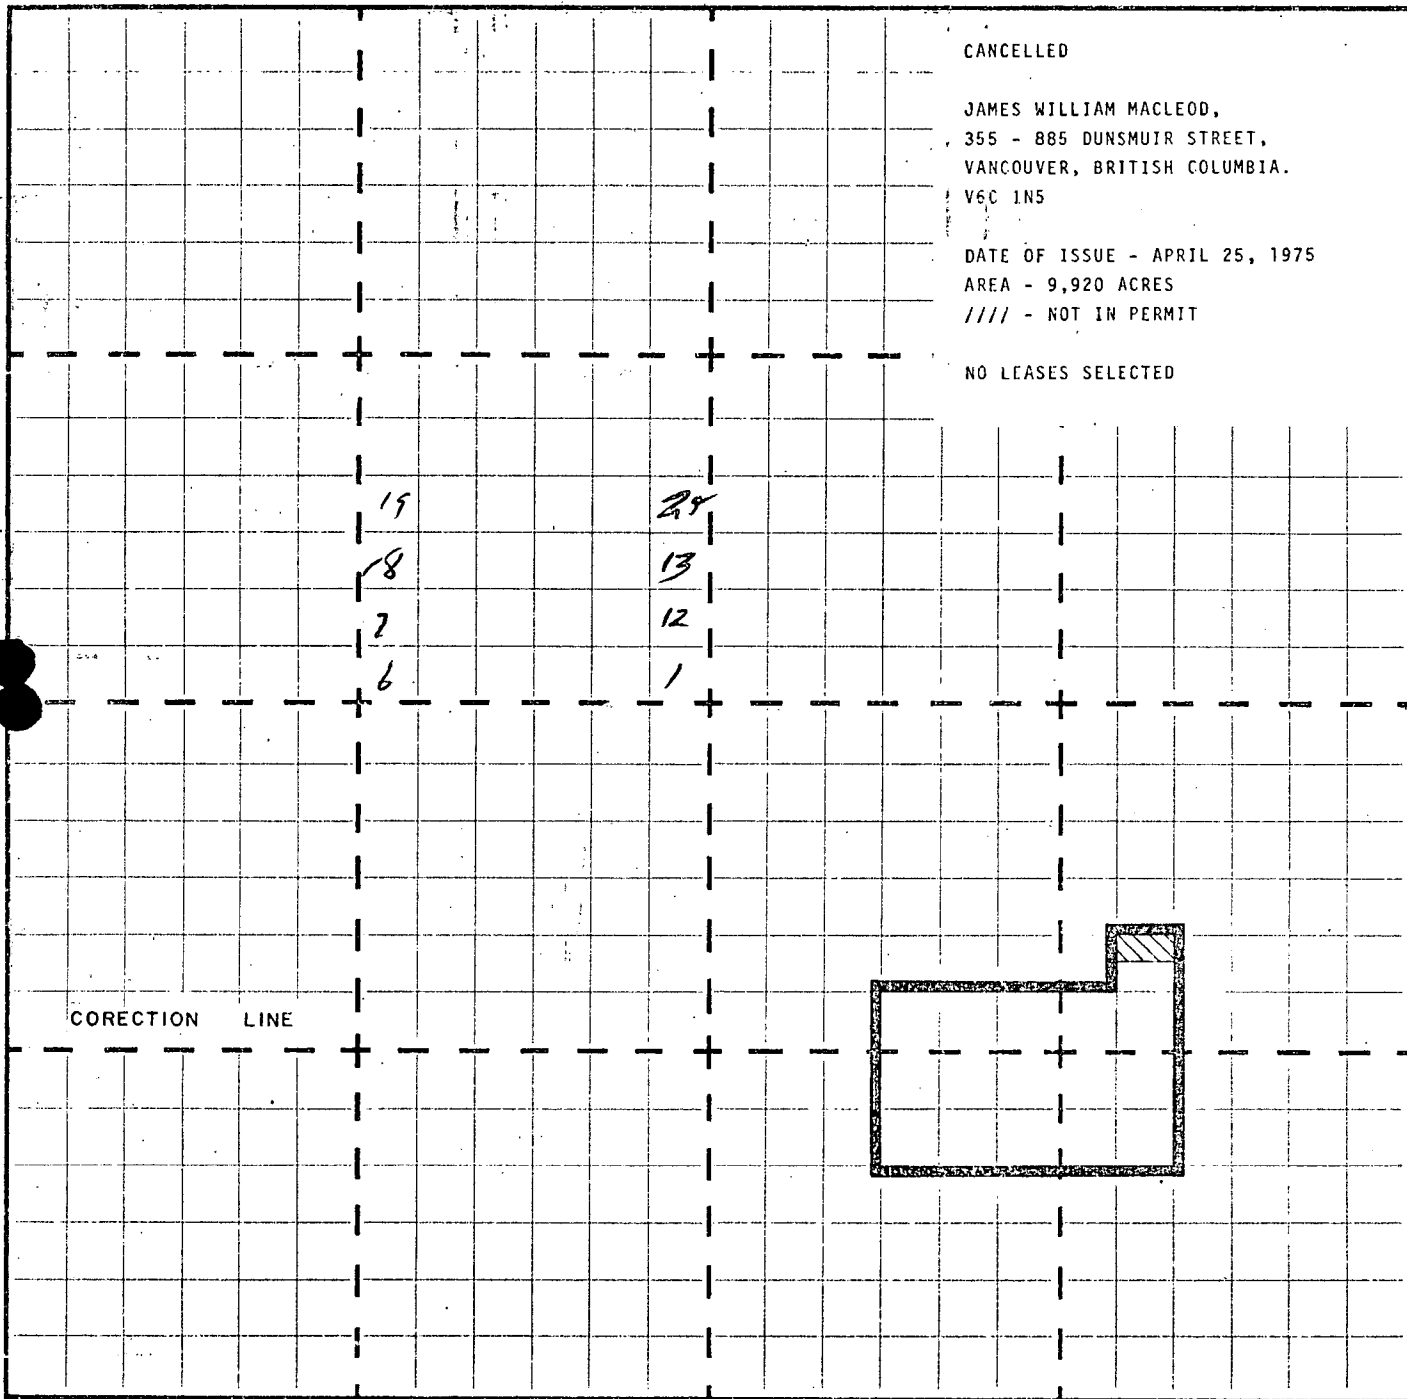 CANCELLED
JAMES WILLIAM MACLEOD,
355 - 885 DUNSMUIR STREET,
VANCOUVER, BRITISH COLUMBIA.
V6C 1N5
DATE OF ISSUE - APRIL 25, 1975
AREA - 9,920 ACRES
//// - NOT IN PERMIT
NO LEASES SELECTED
19 24
18 13
7 12
6 1
CORECTION LINE